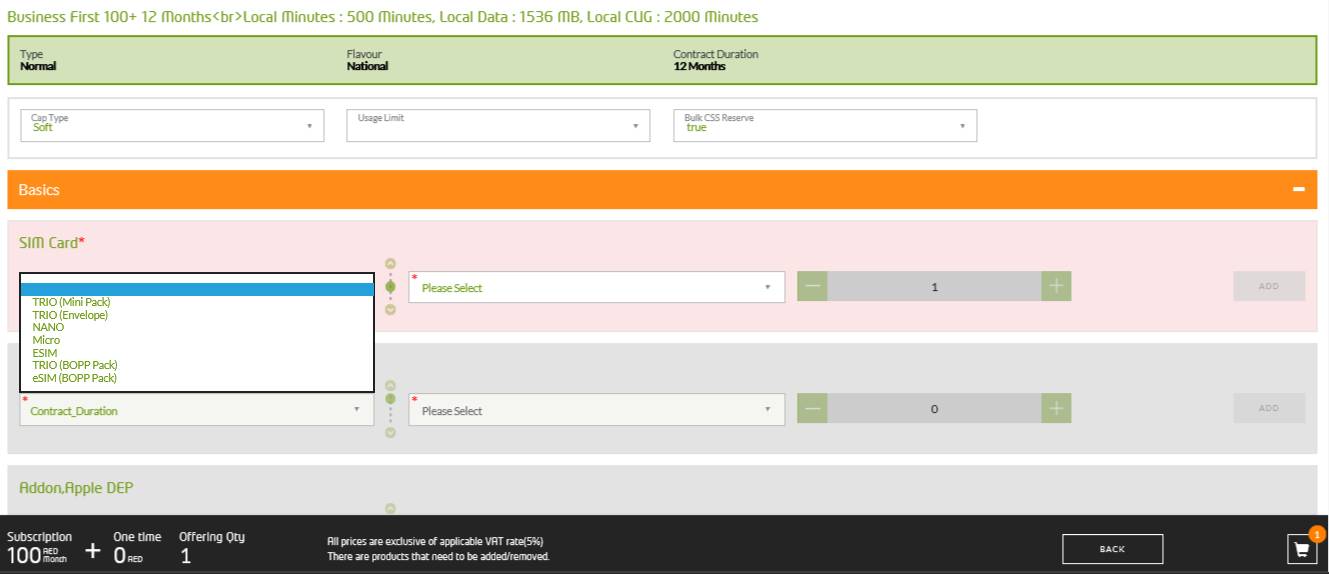 Business First 100+ 12 Months<br>Local Minutes : 500 Minutes, Local Data : 1536 MB, Local CUG : 2000 Minutes
Type
Normal
Flavour
National
Contract Duration
12 Months
Cap Type
Soft
Usage Limit
Bulk CSS Reserve
true
Basics
SIM Card*
TRIO (Mini Pack)
TRIO (Envelope)
NANO
Micro
ESIM
TRIO (BOPP Pack)
eSIM (BOPP Pack)
* Please Select
1
ADD
* Contract_Duration
* Please Select
0
ADD
Addon,Apple DEP
Subscription
100 AED Month
+
One time
0 AED
Offering Qty
1
All prices are exclusive of applicable VAT rate(5%)
There are products that need to be added/removed.
BACK
1